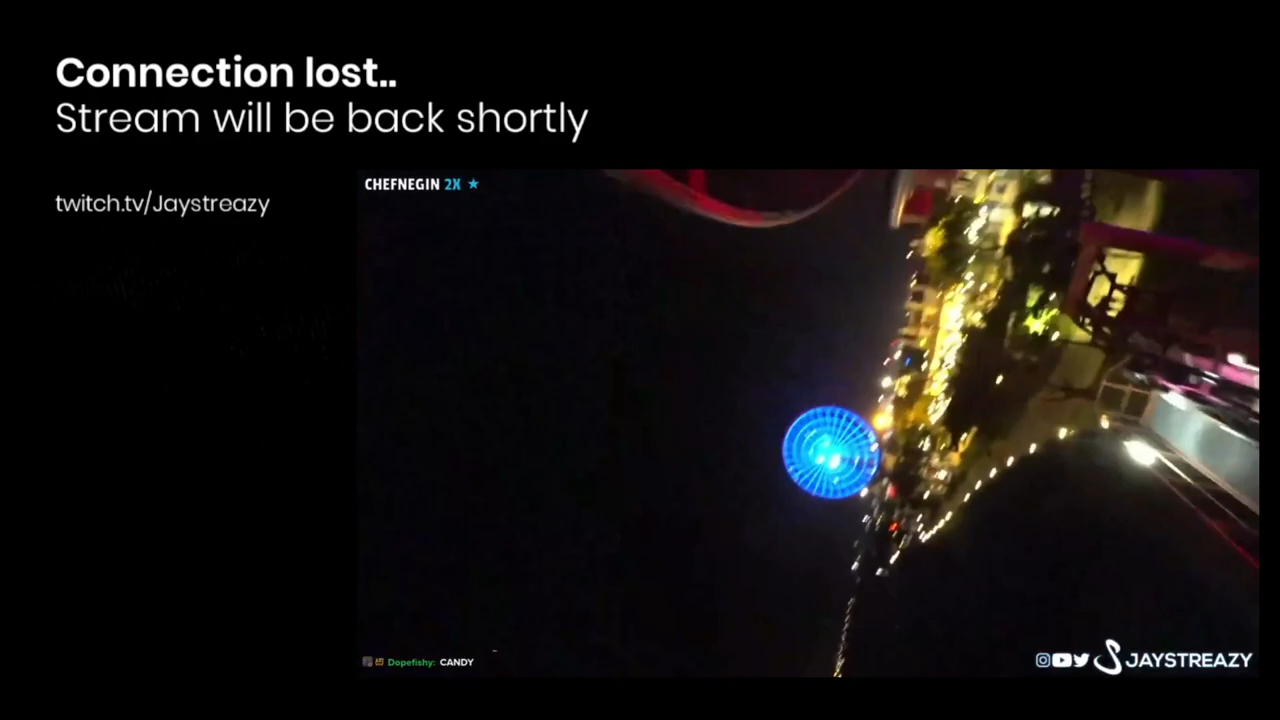 Connection lost..
Stream will be back shortly
twitch.tv/Jaystreazy
CHEFNEGIN 2X
Dopefishy: CANDY
JAYSTREAZY